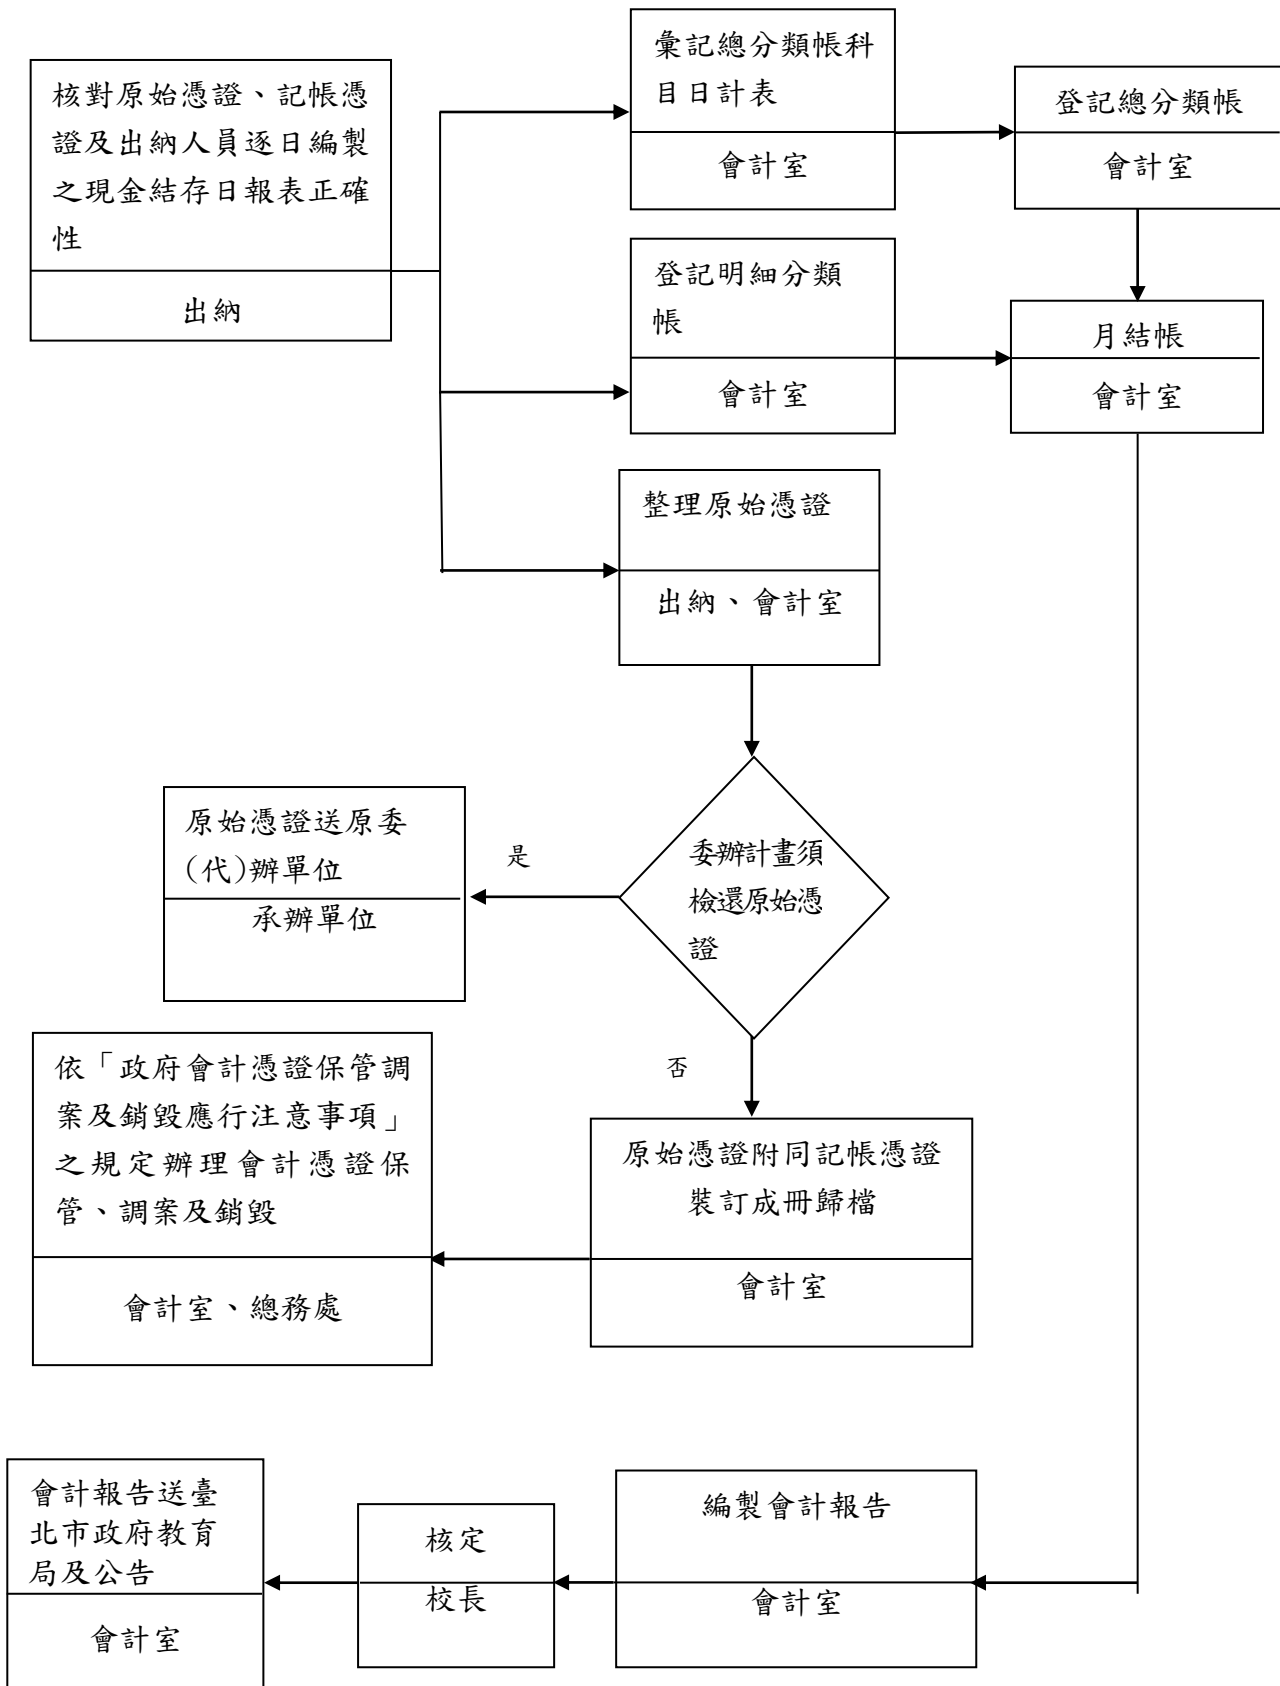 核對原始憑證、記帳憑
證及出納人員逐日編製
之現金結存日報表正確
性
出納
彙記總分類帳科
目日計表
會計室
登記總分類帳
會計室
登記明細分類
帳
會計室
月結帳
會計室
整理原始憑證
出納、會計室
委辦計畫須
檢還原始憑
證
是
原始憑證送原委
(代)辦單位
承辦單位
否
原始憑證附同記帳憑證
裝訂成冊歸檔
會計室
依「政府會計憑證保管調
案及銷毀應行注意事項」
之規定辦理會計憑證保
管、調案及銷毀
會計室、總務處
編製會計報告
會計室
核定
校長
會計報告送臺
北市政府教育
局及公告
會計室